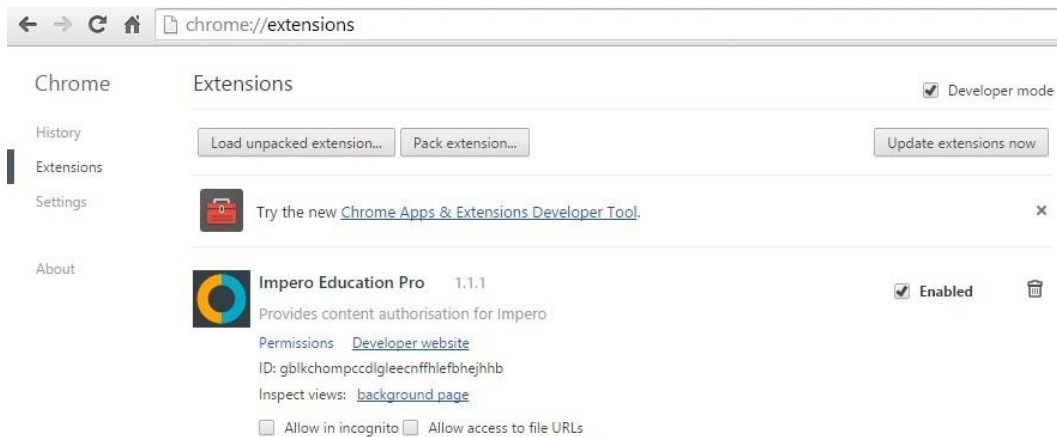 chrome://extensions
Chrome
Extensions
Developer mode
History
Load unpacked extension...
Pack extension...
Update extensions now
Extensions
Settings
Try the new Chrome Apps & Extensions Developer Tool.
About
Impero Education Pro 1.1.1
Enabled
Provides content authorisation for Impero
Permissions Developer website
ID: gblkchompccdlgleecnffhlefbhejhhb
Inspect views: background page
Allow in incognito Allow access to file URLs